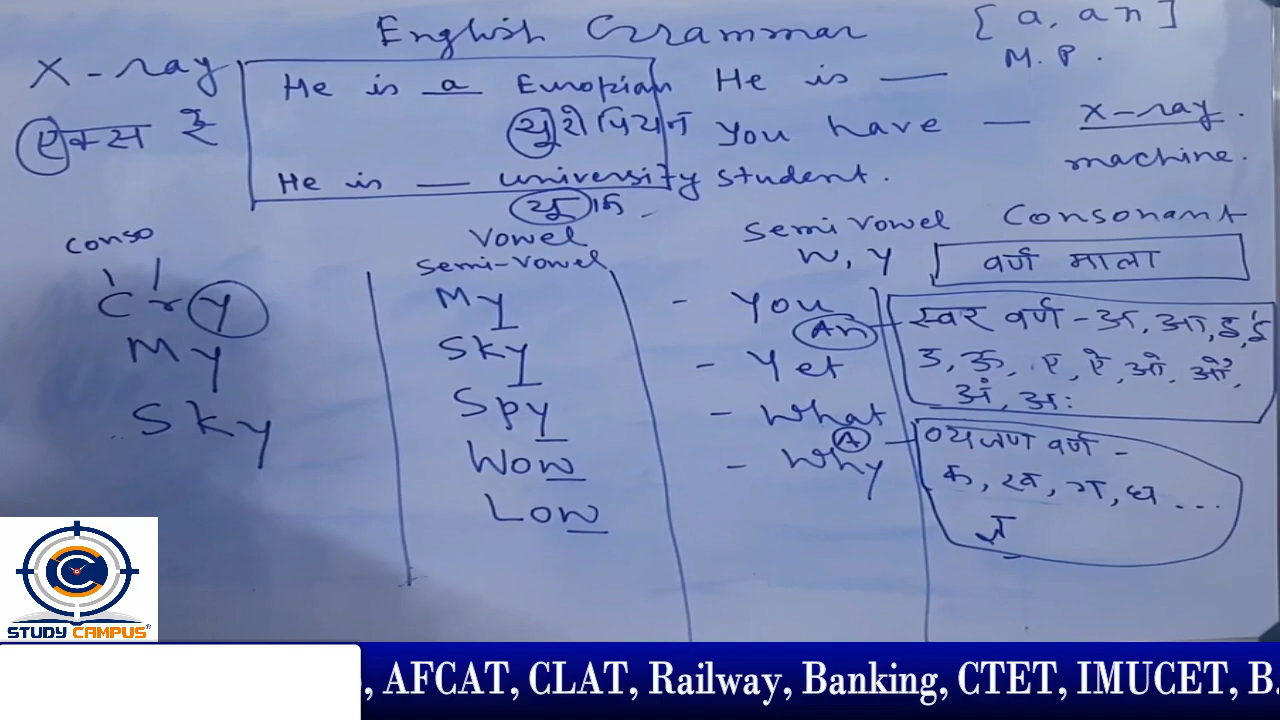 English Grammar [a, an]
X-ray
He is a Europian
He is — M.P.
एक्स रे
यूरोपियन
You have — x-ray
machine.
He is — university student.
यूनि
Conso
Vowel
Semi-vowel
Semi vowel Consonant
W, Y
वर्ण माला
Cry
My
Sky
My
Sky
Spy
Wow
Low
- You
An
- Yet
- What
A
- Why
स्वर वर्ण - अ, आ, इ, ई
उ, ऊ, ए, ऐ, ओ, औ,
अं, अः
व्यजण वर्ण -
क, ख, ग, घ ...
STUDY CAMPUS®
, AFCAT, CLAT, Railway, Banking, CTET, IMUCET, B.